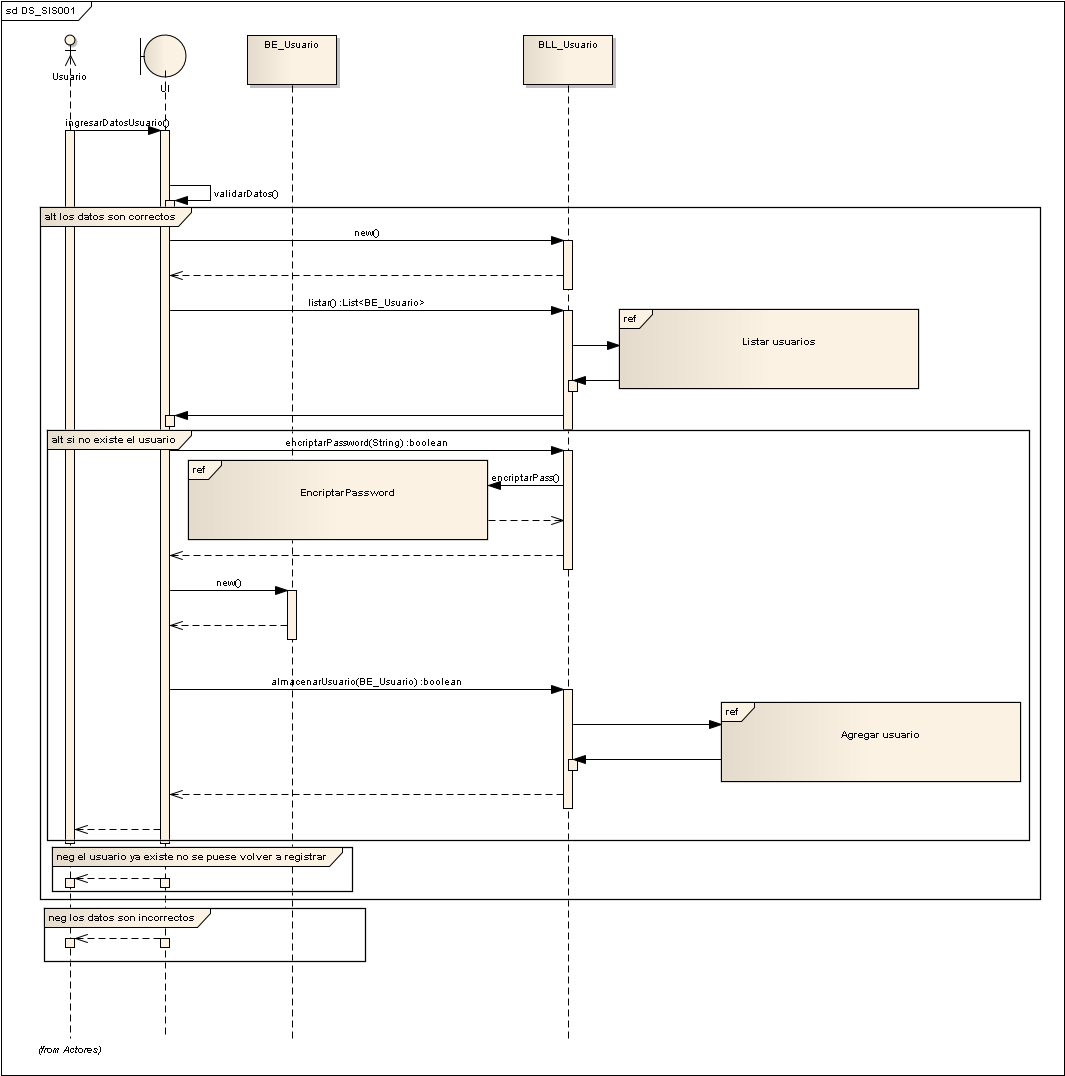 sd DS_SIS001
Usuario
UI
BE_Usuario
BLL_Usuario
ingresarDatosUsuario()
validarDatos()
alt los datos son correctos
new()
listar() :List<BE_Usuario>
ref
Listar usuarios
alt si no existe el usuario
encriptarPassword(String) :boolean
ref
EncriptarPassword
encriptarPass()
new()
almacenarUsuario(BE_Usuario) :boolean
ref
Agregar usuario
neg el usuario ya existe no se puese volver a registrar
neg los datos son incorrectos
(from Actores)